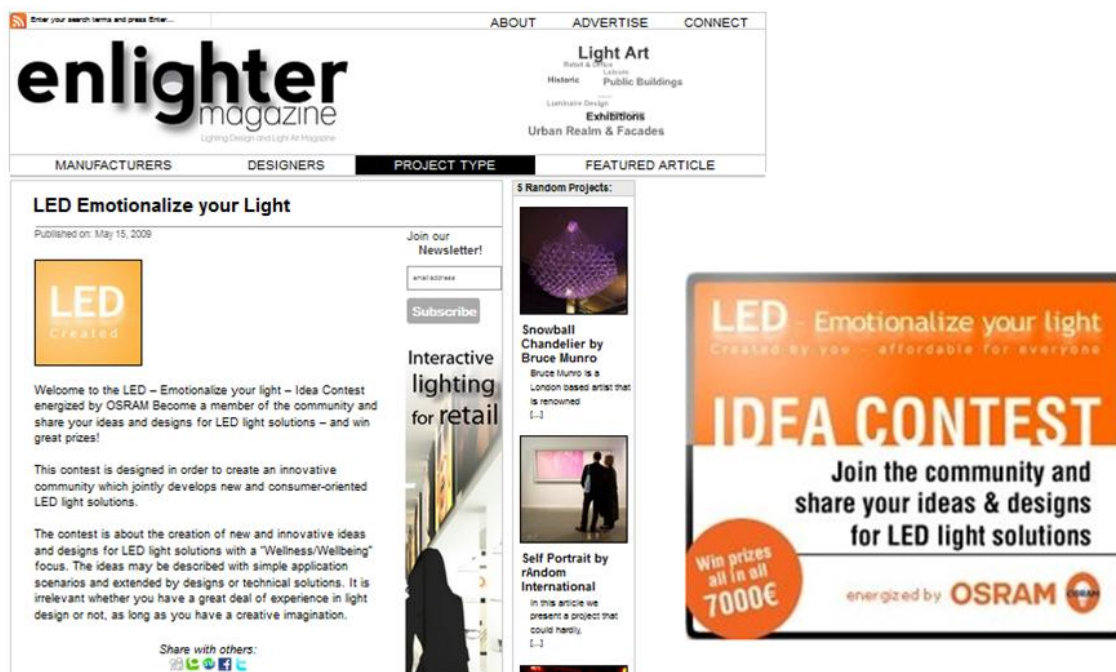 Enter your search terms and press Enter...
ABOUT ADVERTISE CONNECT
enlighter
magazine
Lighting Design and Light Art Magazine
Light Art
Retail & Office
Leisure
Historic Public Buildings
Luminaire Design
Exhibitions
Urban Realm & Facades
MANUFACTURERS DESIGNERS PROJECT TYPE FEATURED ARTICLE
LED Emotionalize your Light
Published on: May 15, 2009
LED
Created
Welcome to the LED – Emotionalize your light – Idea Contest
energized by OSRAM Become a member of the community and
share your ideas and designs for LED light solutions – and win
great prizes!
This contest is designed in order to create an innovative
community which jointly develops new and consumer-oriented
LED light solutions.
The contest is about the creation of new and innovative ideas
and designs for LED light solutions with a "Wellness/Wellbeing"
focus. The ideas may be described with simple application
scenarios and extended by designs or technical solutions. It is
irrelevant whether you have a great deal of experience in light
design or not, as long as you have a creative imagination.
Share with others:
Join our
Newsletter!
email address
Subscribe
Interactive
lighting
for retail
5 Random Projects:
Snowball
Chandelier by
Bruce Munro
Bruce Munro is a
London based artist that
is renowned
[...]
Self Portrait by
rAndom
International
In this article we
present a project that
could hardly,
[...]
LED - Emotionalize your light
Created by you - affordable for everyone
IDEA CONTEST
Join the community and
share your ideas & designs
for LED light solutions
Win prizes
all in all
7000€
energized by OSRAM
OSRAM